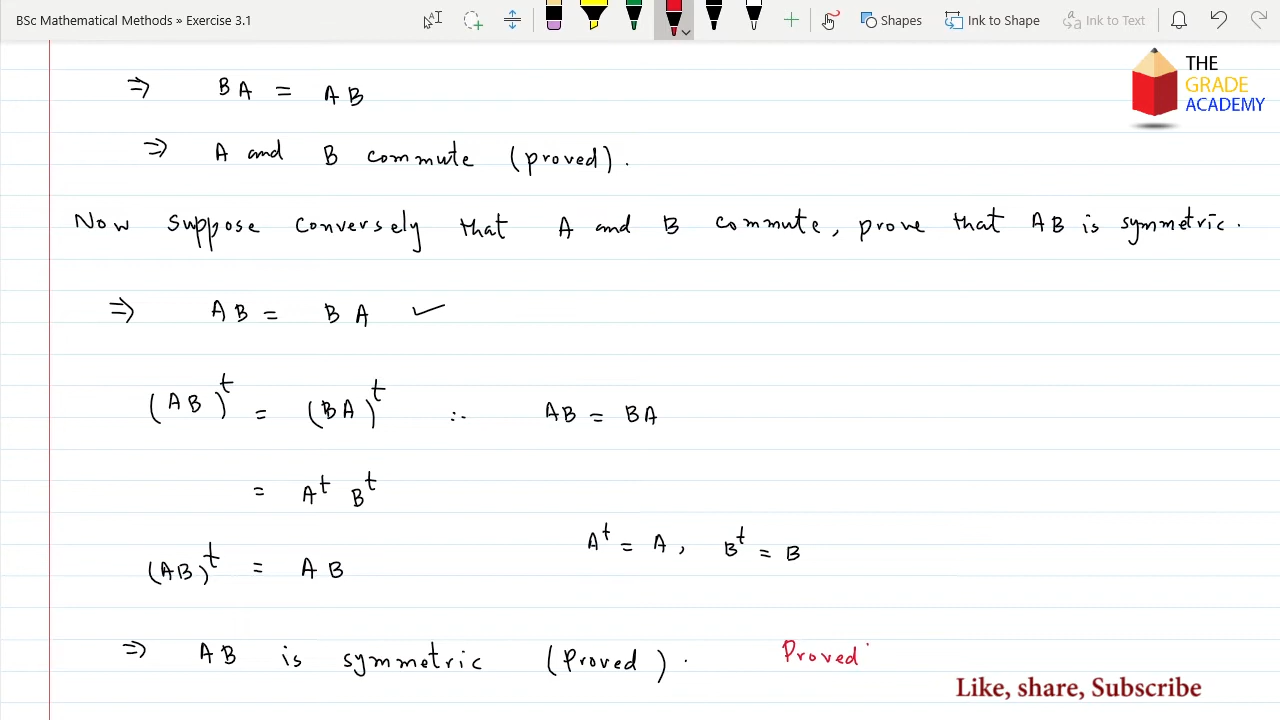 BSc Mathematical Methods » Exercise 3.1
Shapes
Ink to Shape
Ink to Text
THE
GRADE
ACADEMY
⇒ BA = AB
⇒ A and B commute (proved).
Now suppose conversely that A and B commute, prove that AB is symmetric.
⇒ AB = BA ✓
(AB)^t = (BA)^t ∴ AB = BA
= A^t B^t
A^t = A, B^t = B
(AB)^t = AB
⇒ AB is symmetric (Proved). Proved
Like, share, Subscribe